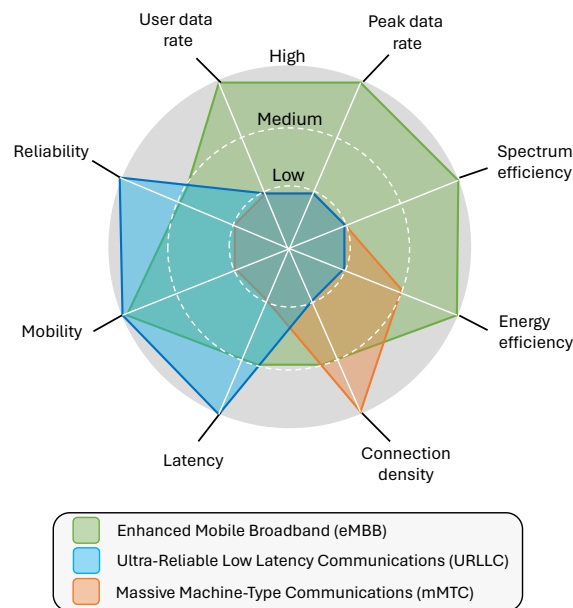 User data
rate
Peak data
rate
High
Medium
Reliability
Low
Spectrum
efficiency
Mobility
Energy
efficiency
Latency
Connection
density
Enhanced Mobile Broadband (eMBB)
Ultra-Reliable Low Latency Communications (URLLC)
Massive Machine-Type Communications (mMTC)